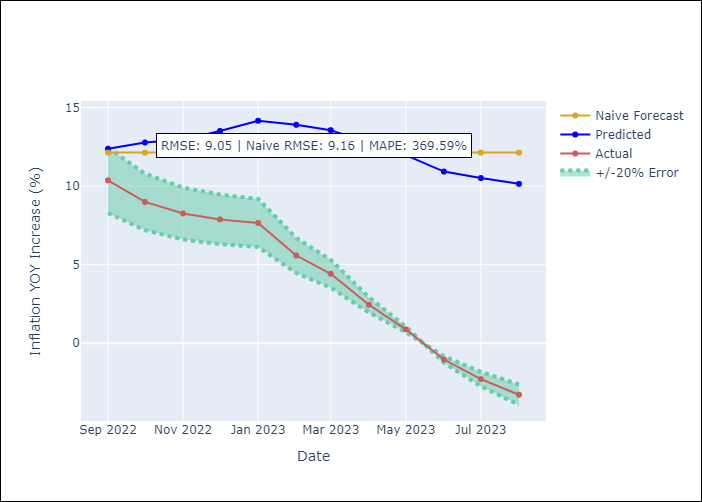 15
10
5
0
Inflation YOY Increase (%)
RMSE: 9.05 | Naive RMSE: 9.16 | MAPE: 369.59%
Naive Forecast
Predicted
Actual
+/-20% Error
Sep 2022 Nov 2022 Jan 2023 Mar 2023 May 2023 Jul 2023
Date